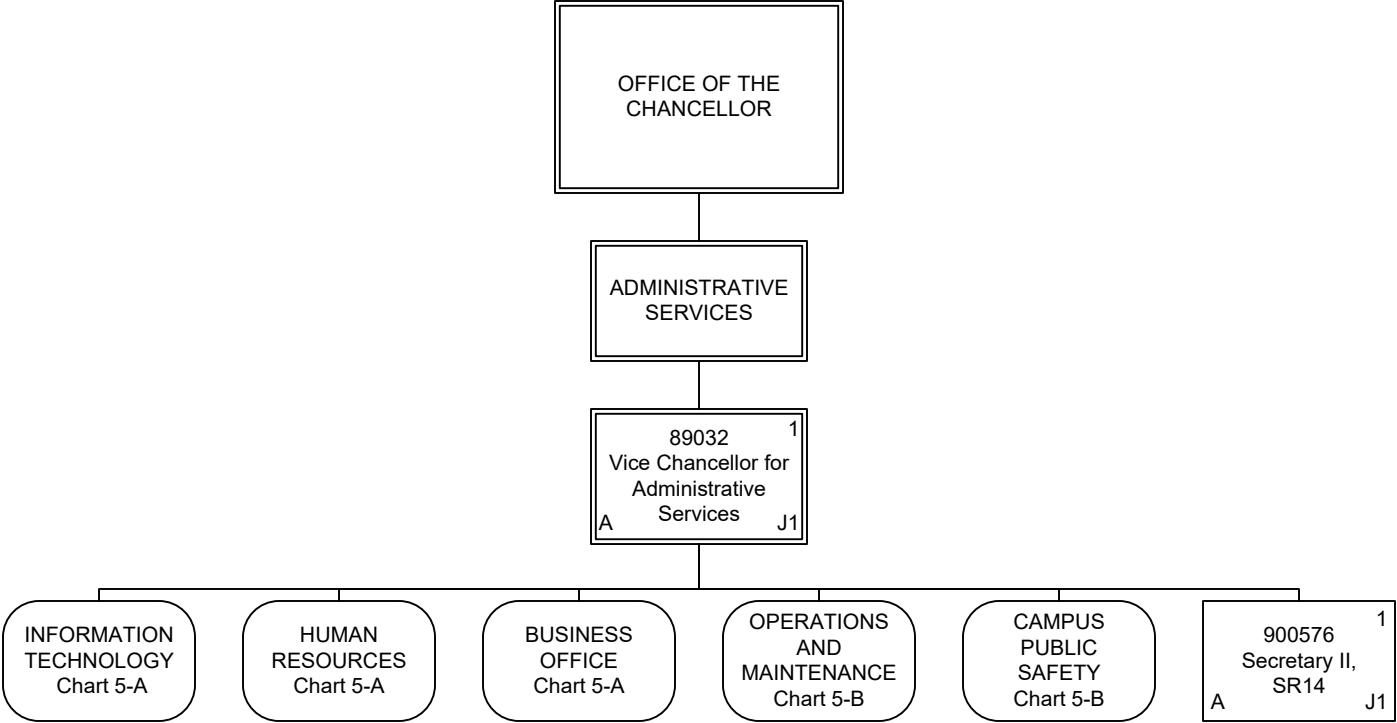 OFFICE OF THE
CHANCELLOR
ADMINISTRATIVE
SERVICES
89032
1
Vice Chancellor for
Administrative
Services
A
J1
INFORMATION
TECHNOLOGY
Chart 5-A
HUMAN
RESOURCES
Chart 5-A
BUSINESS
OFFICE
Chart 5-A
OPERATIONS
AND
MAINTENANCE
Chart 5-B
CAMPUS
PUBLIC
SAFETY
Chart 5-B
1
900576
Secretary II,
SR14
A
J1